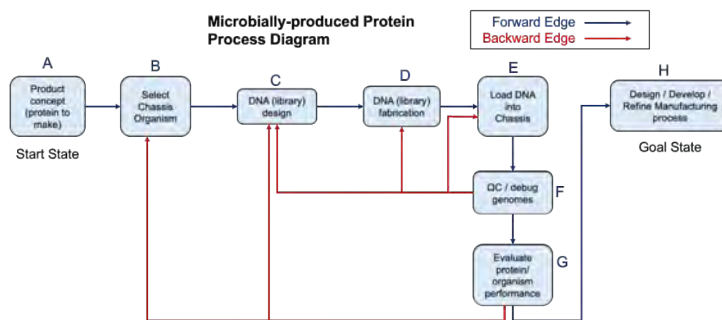 Microbially-produced Protein
Process Diagram
Forward Edge
Backward Edge
A
Product
concept
(protein to
make)
Start State
B
Select
Chassis
Organism
C
DNA (library)
design
D
DNA (library)
fabrication
E
Load DNA
into
Chassis
H
Design / Develop /
Refine Manufacturing
process
Goal State
QC / debug
genomes
F
Evaluate
protein/
organism
performance
G